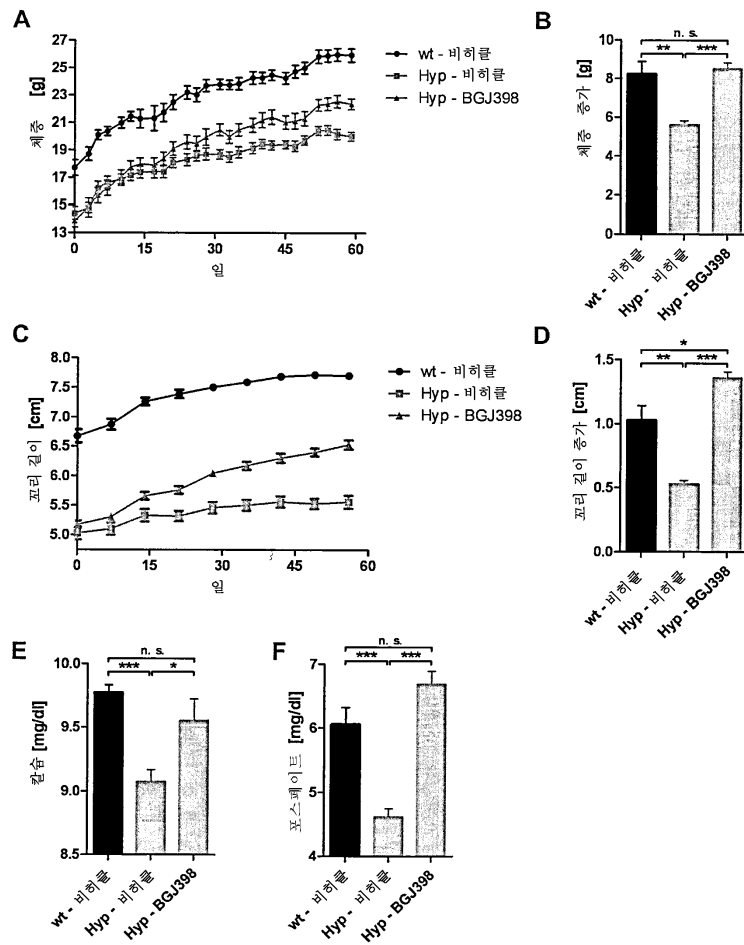 A
체중 [g]
27
25
23
21
19
17
15
13
0
15
30
45
60
일
wt - 비히클
Hyp - 비히클
Hyp - BGJ398
B
체중 증가 [g]
10
8
6
4
2
0
n. s.
**
***
wt - 비히클
Hyp - 비히클
Hyp - BGJ398
C
꼬리 길이 [cm]
8.0
7.5
7.0
6.5
6.0
5.5
5.0
0
15
30
45
60
일
wt - 비히클
Hyp - 비히클
Hyp - BGJ398
D
꼬리 길이 증가 [cm]
1.5
1.0
0.5
0.0
*
**
***
wt - 비히클
Hyp - 비히클
Hyp - BGJ398
E
칼슘 [mg/dl]
10.0
9.5
9.0
8.5
n. s.
***
*
wt - 비히클
Hyp - 비히클
Hyp - BGJ398
F
포스페이트 [mg/dl]
7
6
5
4
n. s.
***
***
wt - 비히클
Hyp - 비히클
Hyp - BGJ398